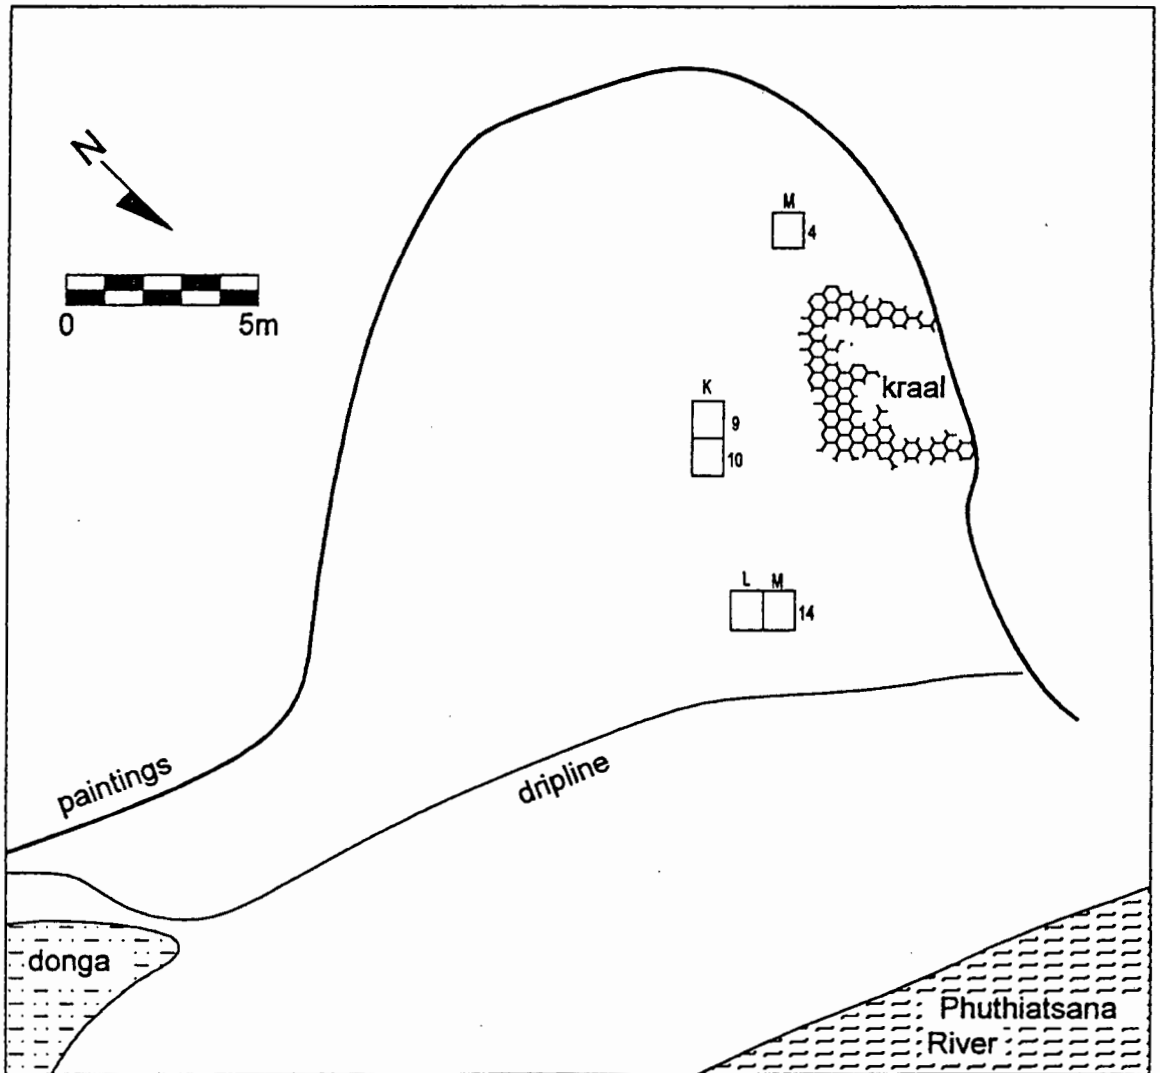 N
0 5m
M
4
kraal
K
9
10
L M
14
paintings
dripline
donga
Phuthiatsana
River